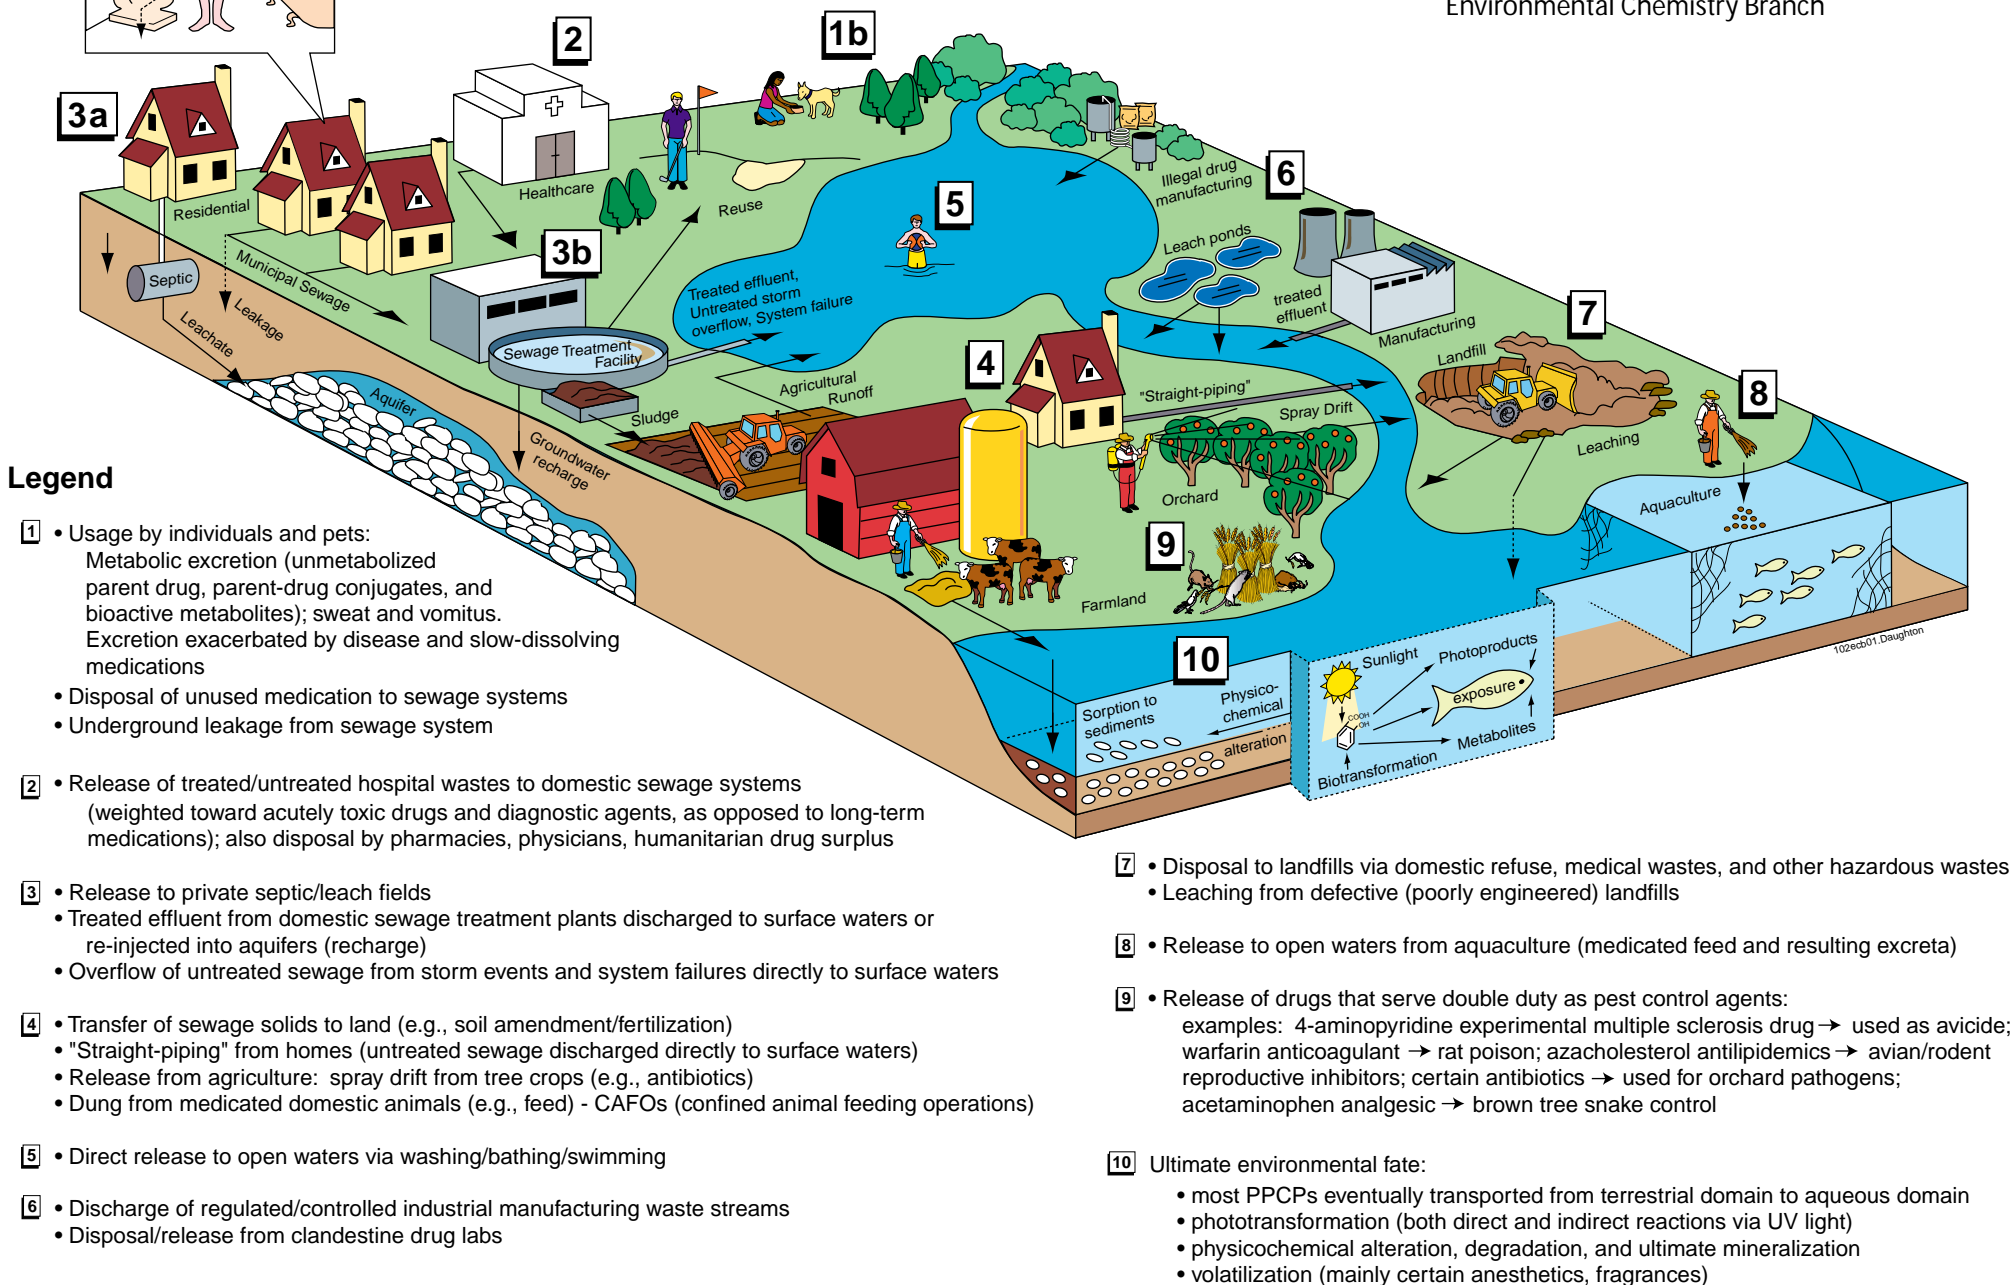 Environmental Chemistry Branch
2
1b
3a
Healthcare
Residential
Reuse
5
Illegal drug
manufacturing
6
3b
Septic
Municipal Sewage
Leakage
Leachate
Leach ponds
Treated effluent,
Untreated storm
overflow, System failure
treated
effluent
Manufacturing
7
Sewage Treatment
Facility
4
Landfill
Agricultural
Runoff
"Straight-piping"
Spray Drift
8
Aquifer
Sludge
Groundwater
recharge
Leaching
Orchard
Aquaculture
9
Farmland
10
102ecb01.Daughton
Sunlight
Photoproducts
exposure
COOH
OH
Metabolites
Biotransformation
Sorption to
sediments
Physico-
chemical
alteration
Legend
1 • Usage by individuals and pets:
Metabolic excretion (unmetabolized
parent drug, parent-drug conjugates, and
bioactive metabolites); sweat and vomitus.
Excretion exacerbated by disease and slow-dissolving
medications
• Disposal of unused medication to sewage systems
• Underground leakage from sewage system
2 • Release of treated/untreated hospital wastes to domestic sewage systems
(weighted toward acutely toxic drugs and diagnostic agents, as opposed to long-term
medications); also disposal by pharmacies, physicians, humanitarian drug surplus
3 • Release to private septic/leach fields
• Treated effluent from domestic sewage treatment plants discharged to surface waters or
re-injected into aquifers (recharge)
• Overflow of untreated sewage from storm events and system failures directly to surface waters
4 • Transfer of sewage solids to land (e.g., soil amendment/fertilization)
• "Straight-piping" from homes (untreated sewage discharged directly to surface waters)
• Release from agriculture: spray drift from tree crops (e.g., antibiotics)
• Dung from medicated domestic animals (e.g., feed) - CAFOs (confined animal feeding operations)
5 • Direct release to open waters via washing/bathing/swimming
6 • Discharge of regulated/controlled industrial manufacturing waste streams
• Disposal/release from clandestine drug labs
7 • Disposal to landfills via domestic refuse, medical wastes, and other hazardous wastes
• Leaching from defective (poorly engineered) landfills
8 • Release to open waters from aquaculture (medicated feed and resulting excreta)
9 • Release of drugs that serve double duty as pest control agents:
examples: 4-aminopyridine experimental multiple sclerosis drug → used as avicide;
warfarin anticoagulant → rat poison; azacholesterol antilipidemics → avian/rodent
reproductive inhibitors; certain antibiotics → used for orchard pathogens;
acetaminophen analgesic → brown tree snake control
10 Ultimate environmental fate:
• most PPCPs eventually transported from terrestrial domain to aqueous domain
• phototransformation (both direct and indirect reactions via UV light)
• physicochemical alteration, degradation, and ultimate mineralization
• volatilization (mainly certain anesthetics, fragrances)